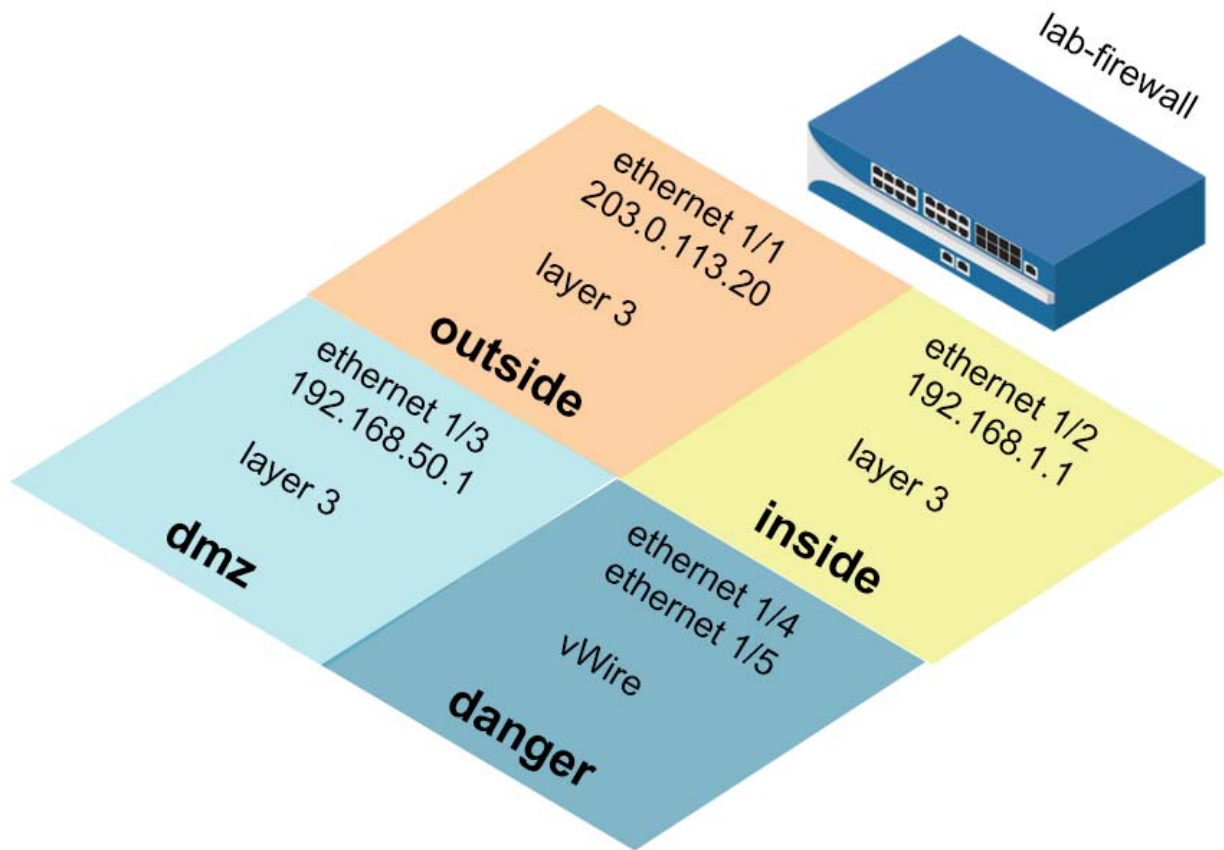 lab-firewall
ethernet 1/1
203.0.113.20
layer 3
outside
ethernet 1/2
192.168.1.1
layer 3
inside
ethernet 1/3
192.168.50.1
layer 3
dmz
ethernet 1/4
ethernet 1/5
vWire
danger